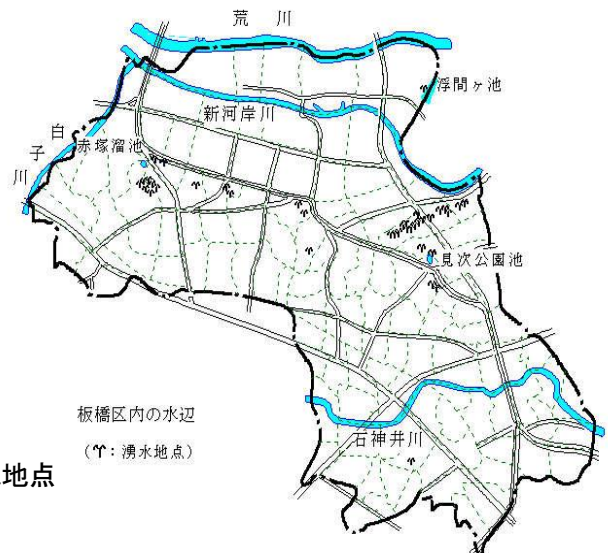 荒川
浮間ヶ池
新河岸川
白子川
赤塚溜池
見次公園池
板橋区内の水辺
(♈:湧水地点)
石神井川
地点